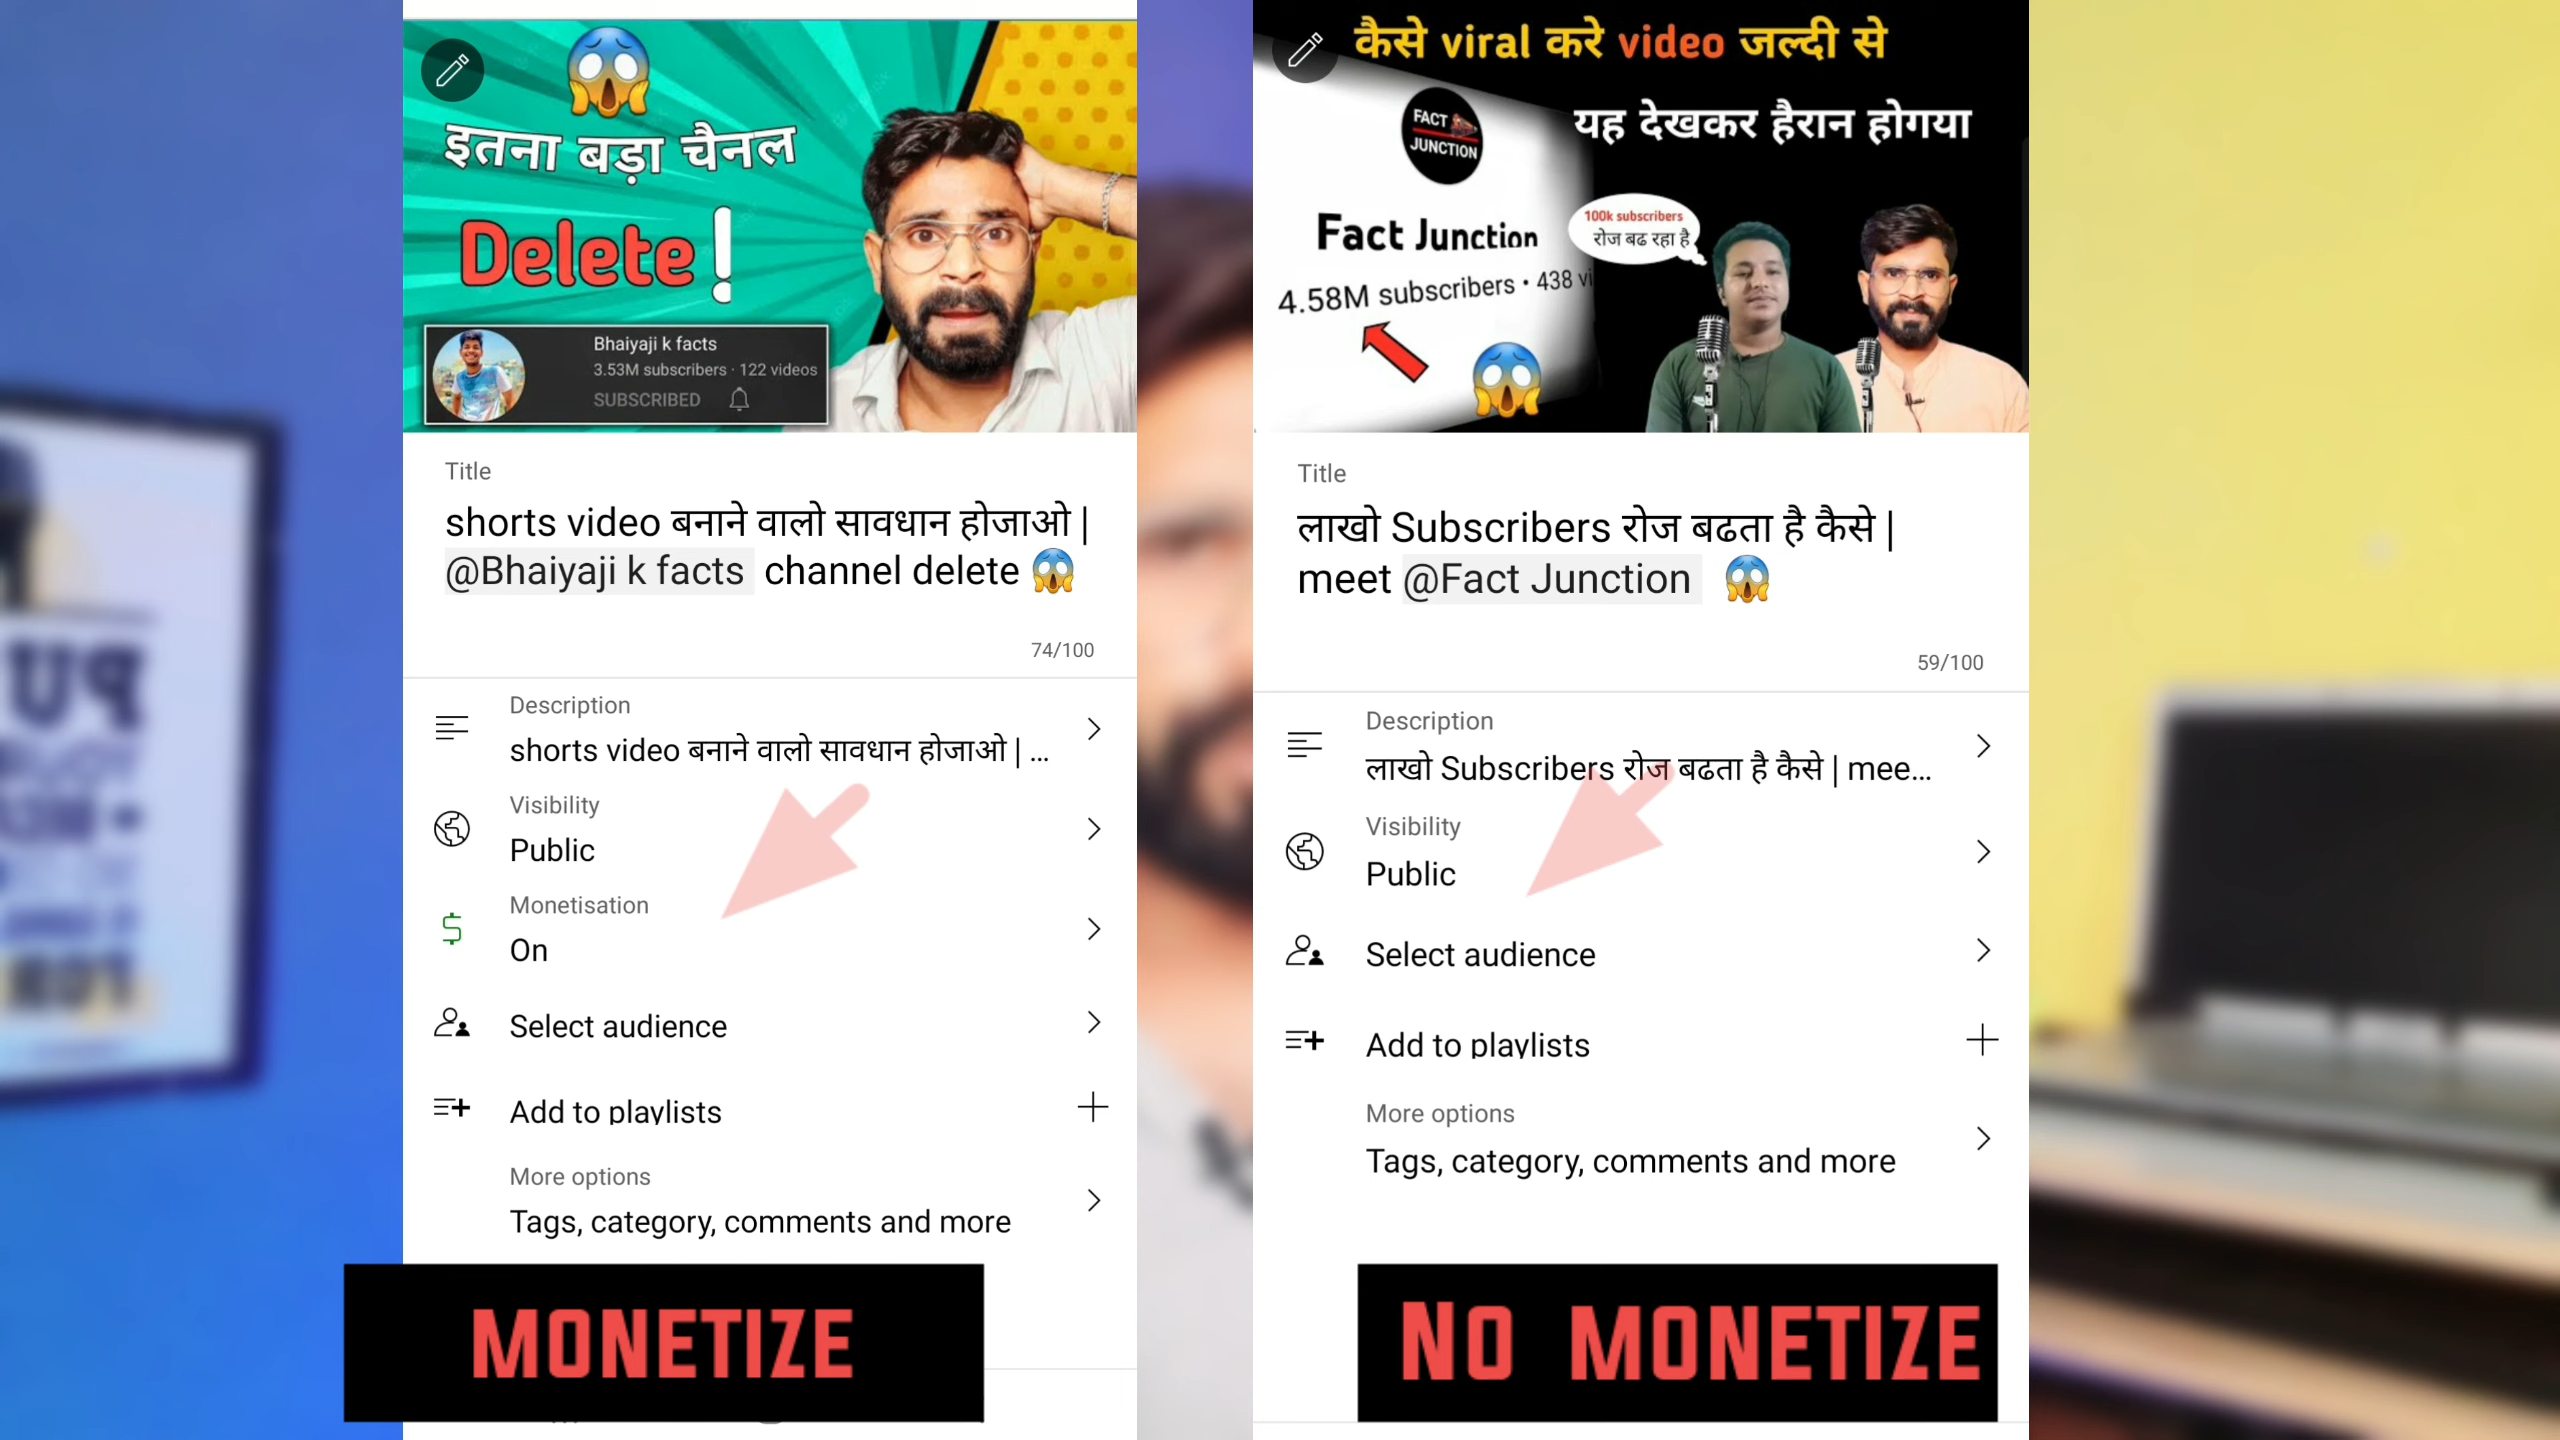 इतना बड़ा चैनल
Delete!
Bhaiyaji k facts
3.53M subscribers · 122 videos
SUBSCRIBED
Title
shorts video बनाने वालो सावधान होजाओ |
@Bhaiyaji k facts channel delete
74/100
Description
shorts video बनाने वालो सावधान होजाओ | ...
Visibility
Public
Monetisation
On
Select audience
Add to playlists
More options
Tags, category, comments and more
MONETIZE
कैसे viral करे video जल्दी से
यह देखकर हैरान होगया
FACT
JUNCTION
Fact Junction
4.58M subscribers • 438 vi
100k subscribers
रोज बढ रहा है
Title
लाखो Subscribers रोज बढता है कैसे |
meet @Fact Junction
59/100
Description
लाखो Subscribers रोज बढता है कैसे | mee...
Visibility
Public
Select audience
Add to playlists
More options
Tags, category, comments and more
NO MONETIZE